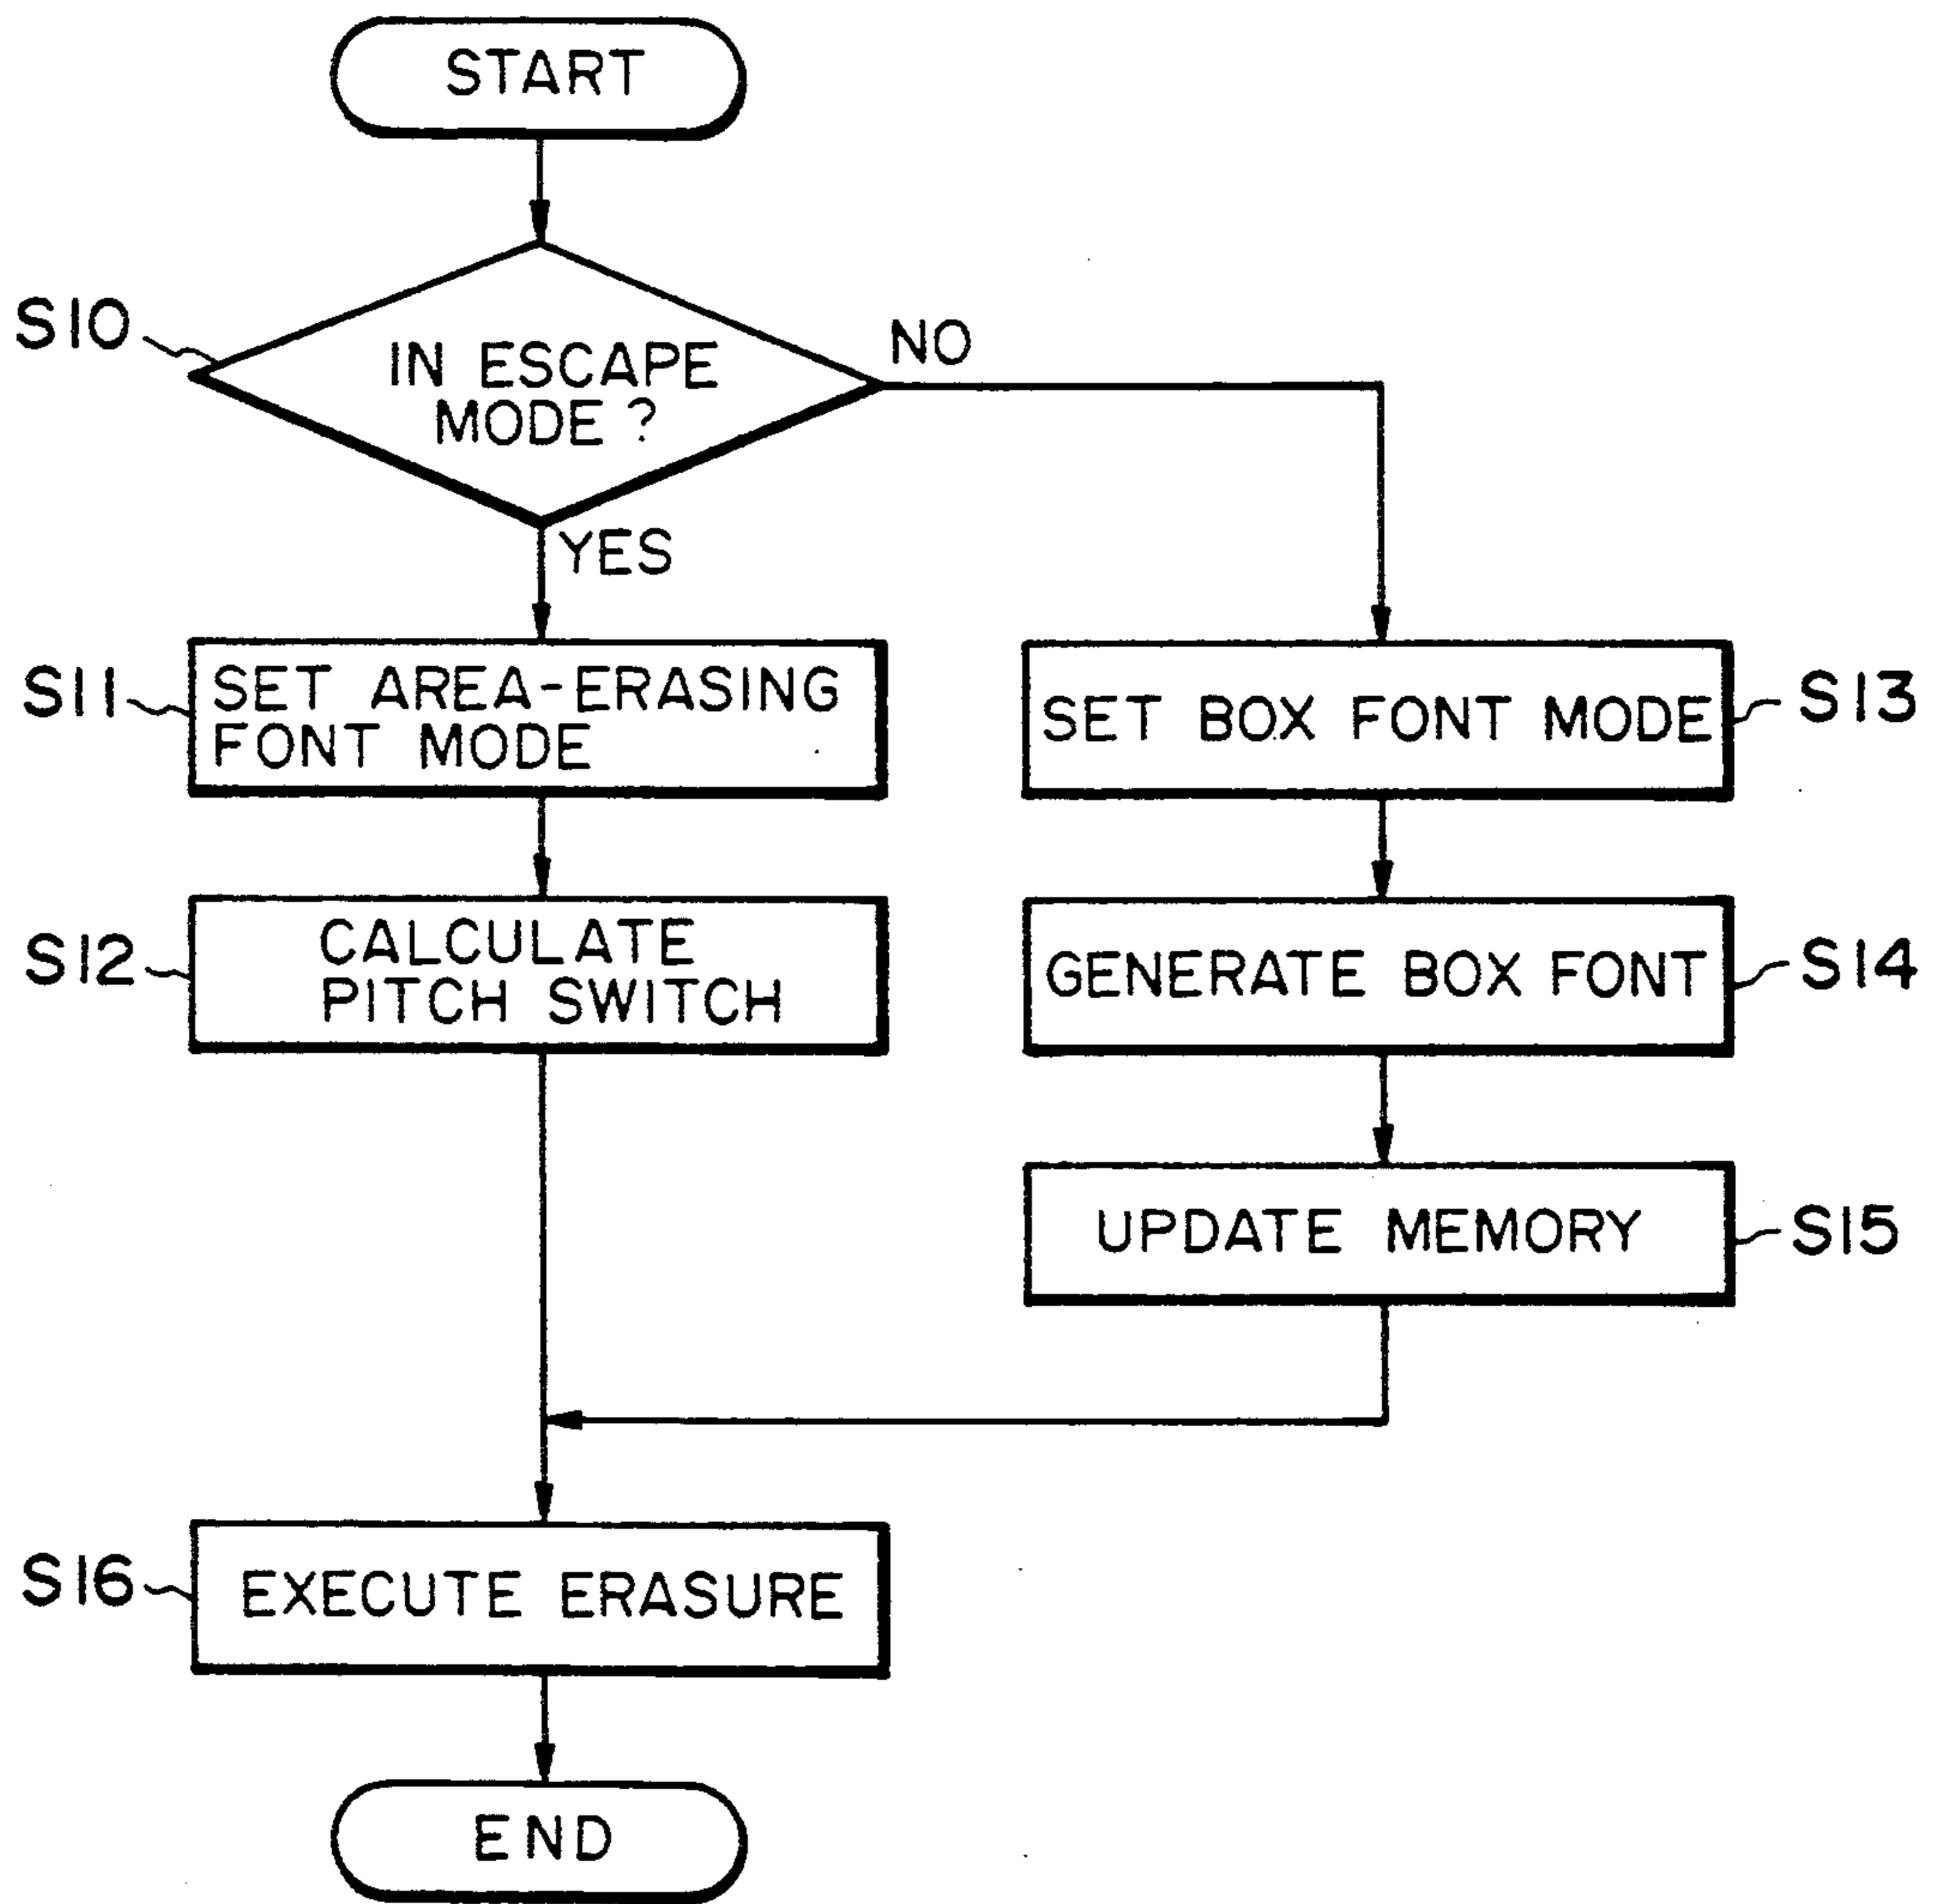 START
S10
IN ESCAPE
MODE ?
NO
YES
S11
SET AREA-ERASING
FONT MODE
SET BOX FONT MODE
S13
S12
CALCULATE
PITCH SWITCH
GENERATE BOX FONT
S14
UPDATE MEMORY
S15
S16
EXECUTE ERASURE
END